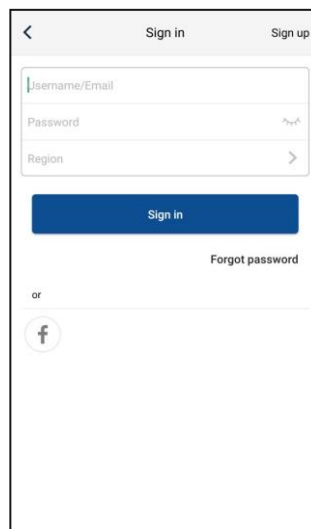 Sign in
Sign up
Username/Email
Password
Region
Sign in
Forgot password
or
f